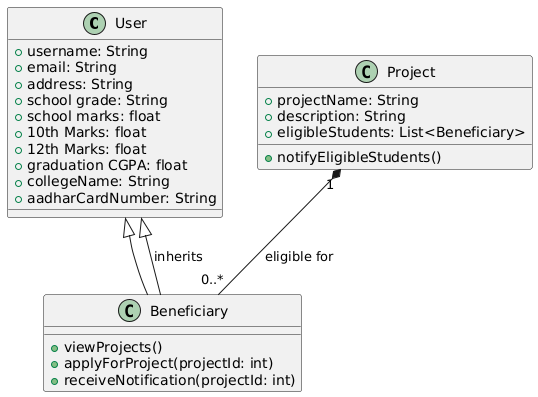 C User
+ username: String
+ email: String
+ address: String
+ school grade: String
+ school marks: float
+ 10th Marks: float
+ 12th Marks: float
+ graduation CGPA: float
+ collegeName: String
+ aadharCardNumber: String
C Project
+ projectName: String
+ description: String
+ eligibleStudents: List<Beneficiary>
+ notifyEligibleStudents()
1
inherits
eligible for
0..*
C Beneficiary
+ viewProjects()
+ applyForProject(projectId: int)
+ receiveNotification(projectId: int)